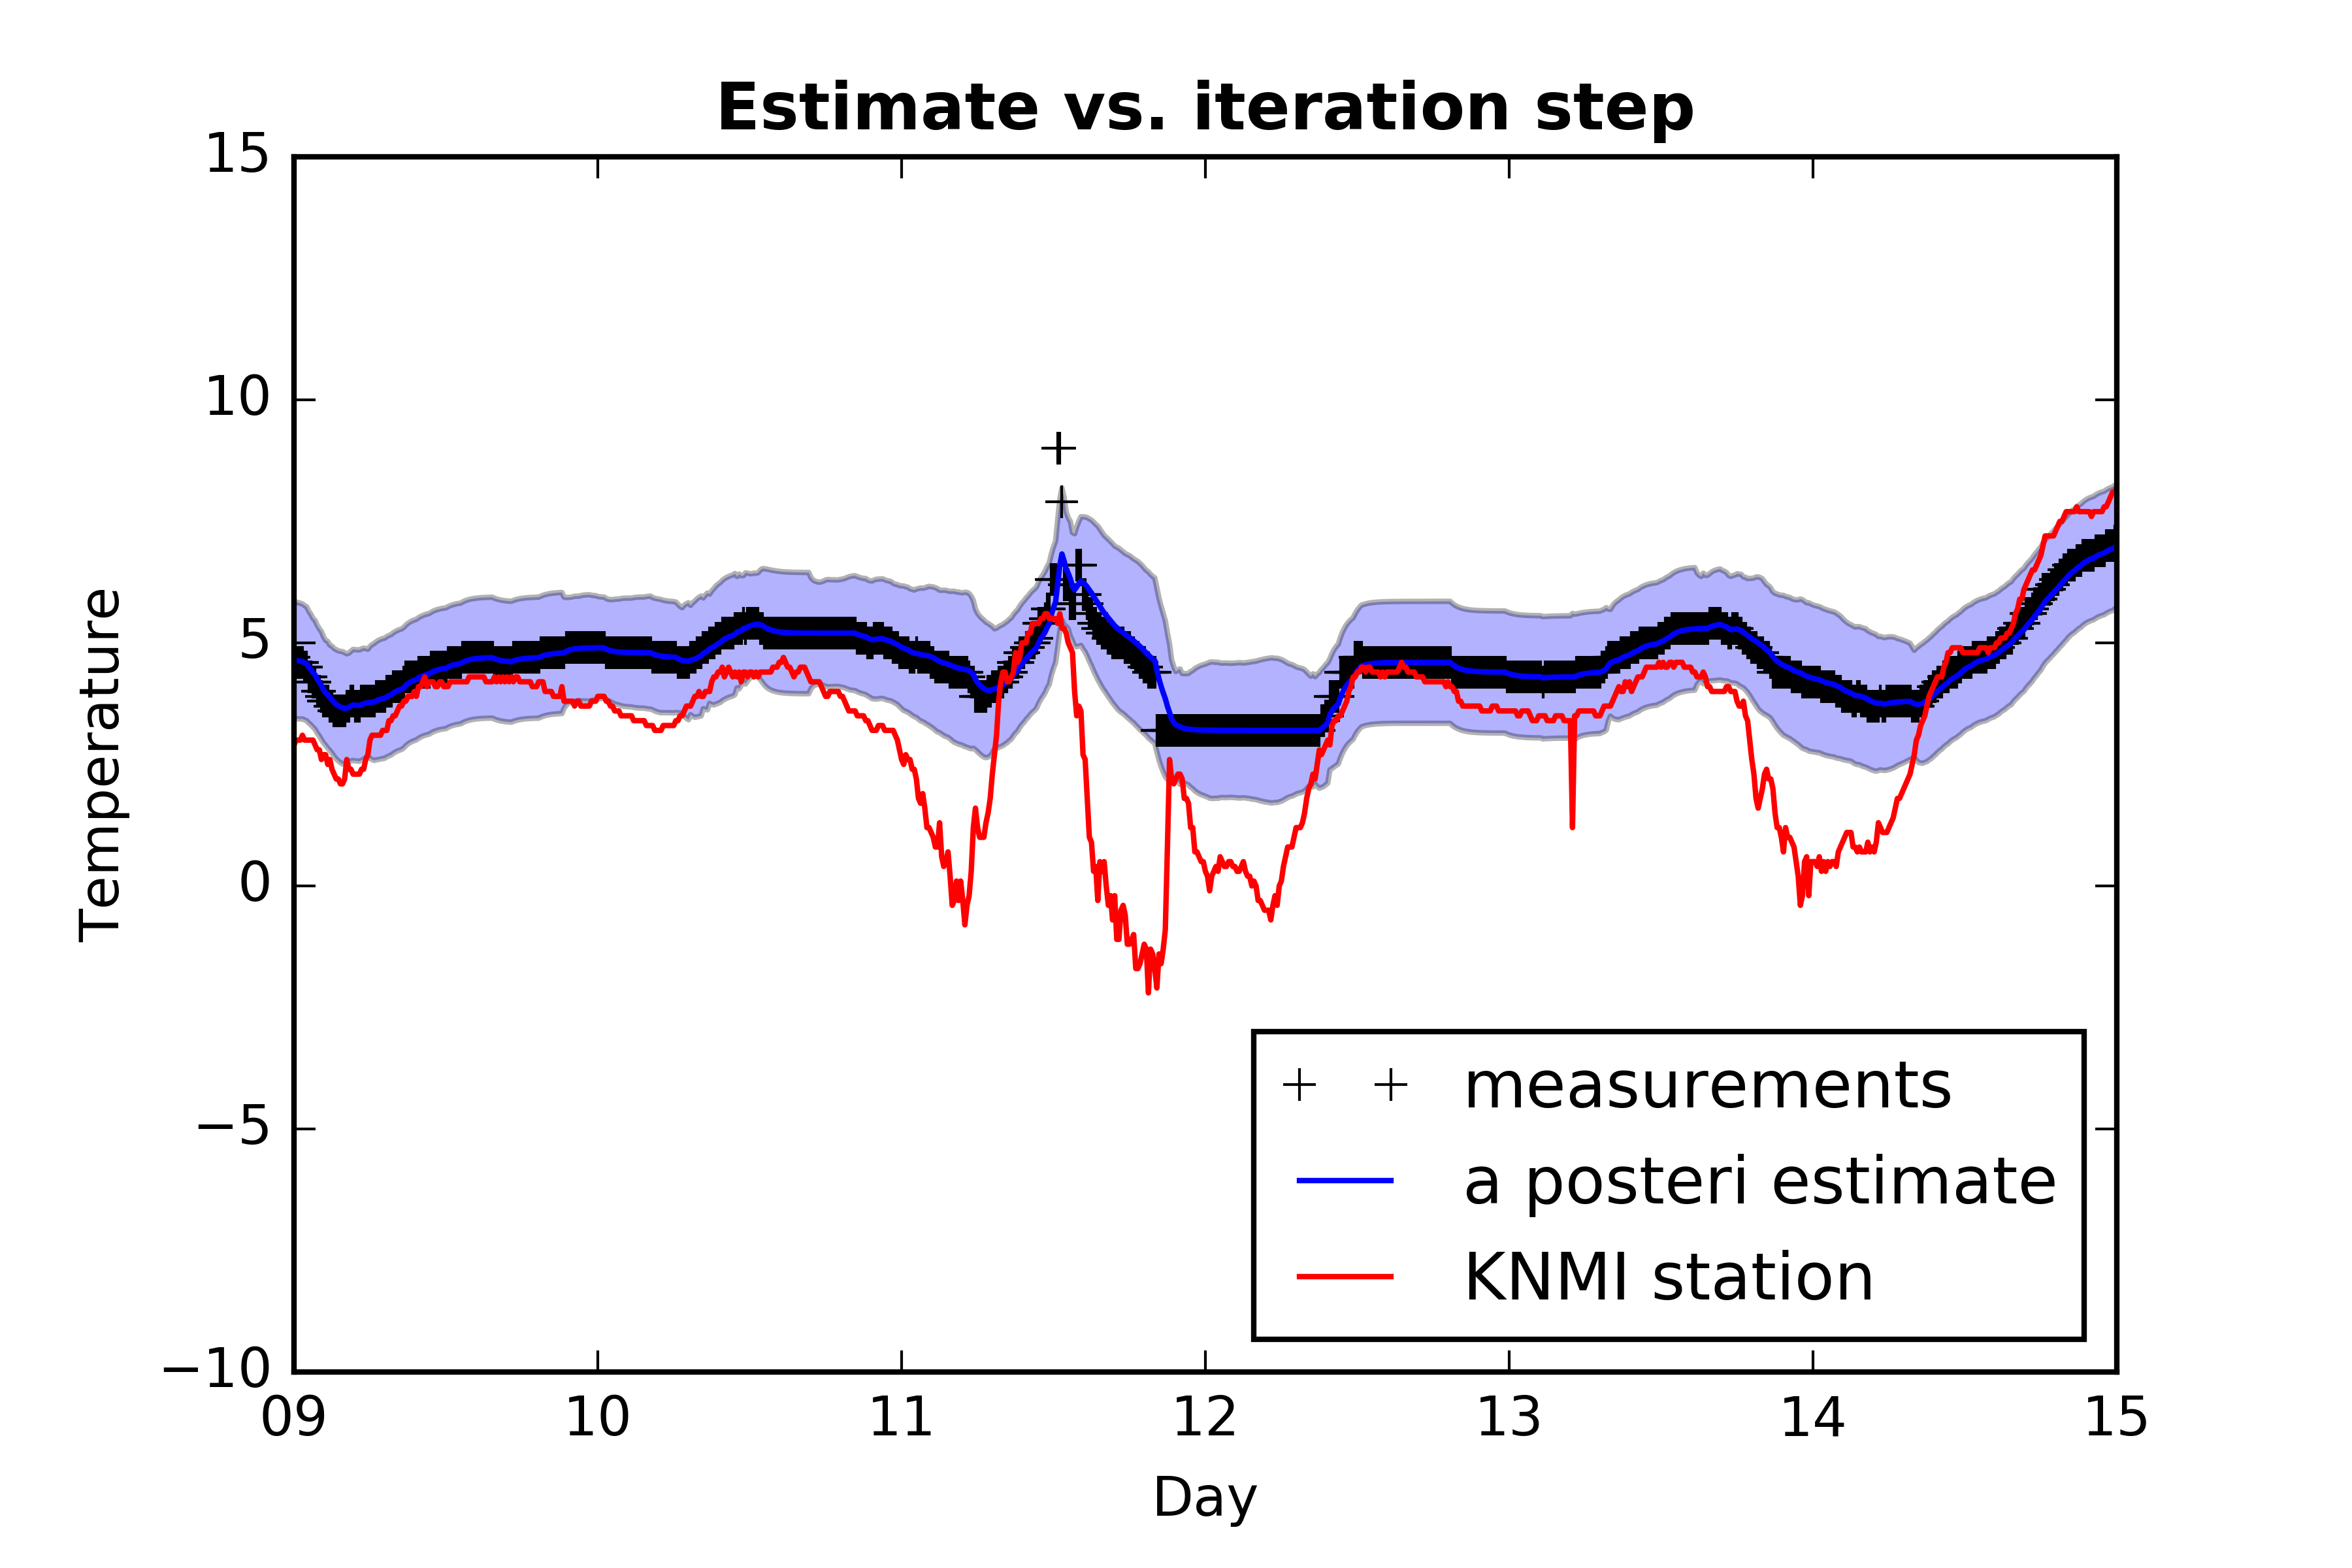 Estimate vs. iteration step
15
10
5
0
−5
−10
Temperature
09 10 11 12 13 14 15
Day
measurements
a posteri estimate
KNMI station